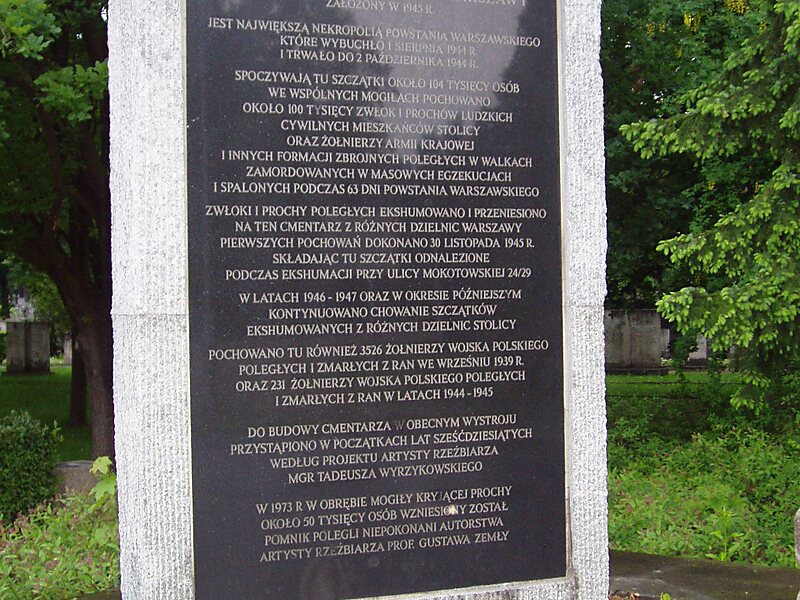 ZAŁOŻONY W 1945 R.
JEST NAJWIĘKSZĄ NEKROPOLIĄ POWSTANIA WARSZAWSKIEGO
KTÓRE WYBUCHŁO 1 SIERPNIA 1944 R.
I TRWAŁO DO 2 PAŹDZIERNIKA 1944 R.
SPOCZYWAJĄ TU SZCZĄTKI OKOŁO 104 TYSIĘCY OSÓB
WE WSPÓLNYCH MOGIŁACH POCHOWANO
OKOŁO 100 TYSIĘCY ZWŁOK I PROCHÓW LUDZKICH
CYWILNYCH MIESZKAŃCÓW STOLICY
ORAZ ŻOŁNIERZY ARMII KRAJOWEJ
I INNYCH FORMACJI ZBROJNYCH POLEGŁYCH W WALKACH
ZAMORDOWANYCH W MASOWYCH EGZEKUCJACH
I SPALONYCH PODCZAS 63 DNI POWSTANIA WARSZAWSKIEGO
ZWŁOKI I PROCHY POLEGŁYCH EKSHUMOWANO I PRZENIESIONO
NA TEN CMENTARZ Z RÓŻNYCH DZIELNIC WARSZAWY
PIERWSZYCH POCHOWAŃ DOKONANO 30 LISTOPADA 1945 R.
SKŁADAJĄC TU SZCZĄTKI ODNALEZIONE
PODCZAS EKSHUMACJI PRZY ULICY MOKOTOWSKIEJ 24/29
W LATACH 1946 - 1947 ORAZ W OKRESIE PÓŹNIEJSZYM
KONTYNUOWANO CHOWANIE SZCZĄTKÓW
EKSHUMOWANYCH Z RÓŻNYCH DZIELNIC STOLICY
POCHOWANO TU RÓWNIEŻ 3526 ŻOŁNIERZY WOJSKA POLSKIEGO
POLEGŁYCH I ZMARŁYCH Z RAN WE WRZEŚNIU 1939 R.
ORAZ 231 ŻOŁNIERZY WOJSKA POLSKIEGO POLEGŁYCH
I ZMARŁYCH Z RAN W LATACH 1944 - 1945
DO BUDOWY CMENTARZA W OBECNYM WYSTROJU
PRZYSTĄPIONO W POCZĄTKACH LAT SZEŚĆDZIESIĄTYCH
WEDŁUG PROJEKTU ARTYSTY RZEŹBIARZA
MGR TADEUSZA WYRZYKOWSKIEGO
W 1973 R W OBRĘBIE MOGIŁY KRYJĄCEJ PROCHY
OKOŁO 50 TYSIĘCY OSÓB WZNIESIONY ZOSTAŁ
POMNIK POLEGLI NIEPOKONANI AUTORSTWA
ARTYSTY RZEŹBIARZA PROF. GUSTAWA ZEMŁY